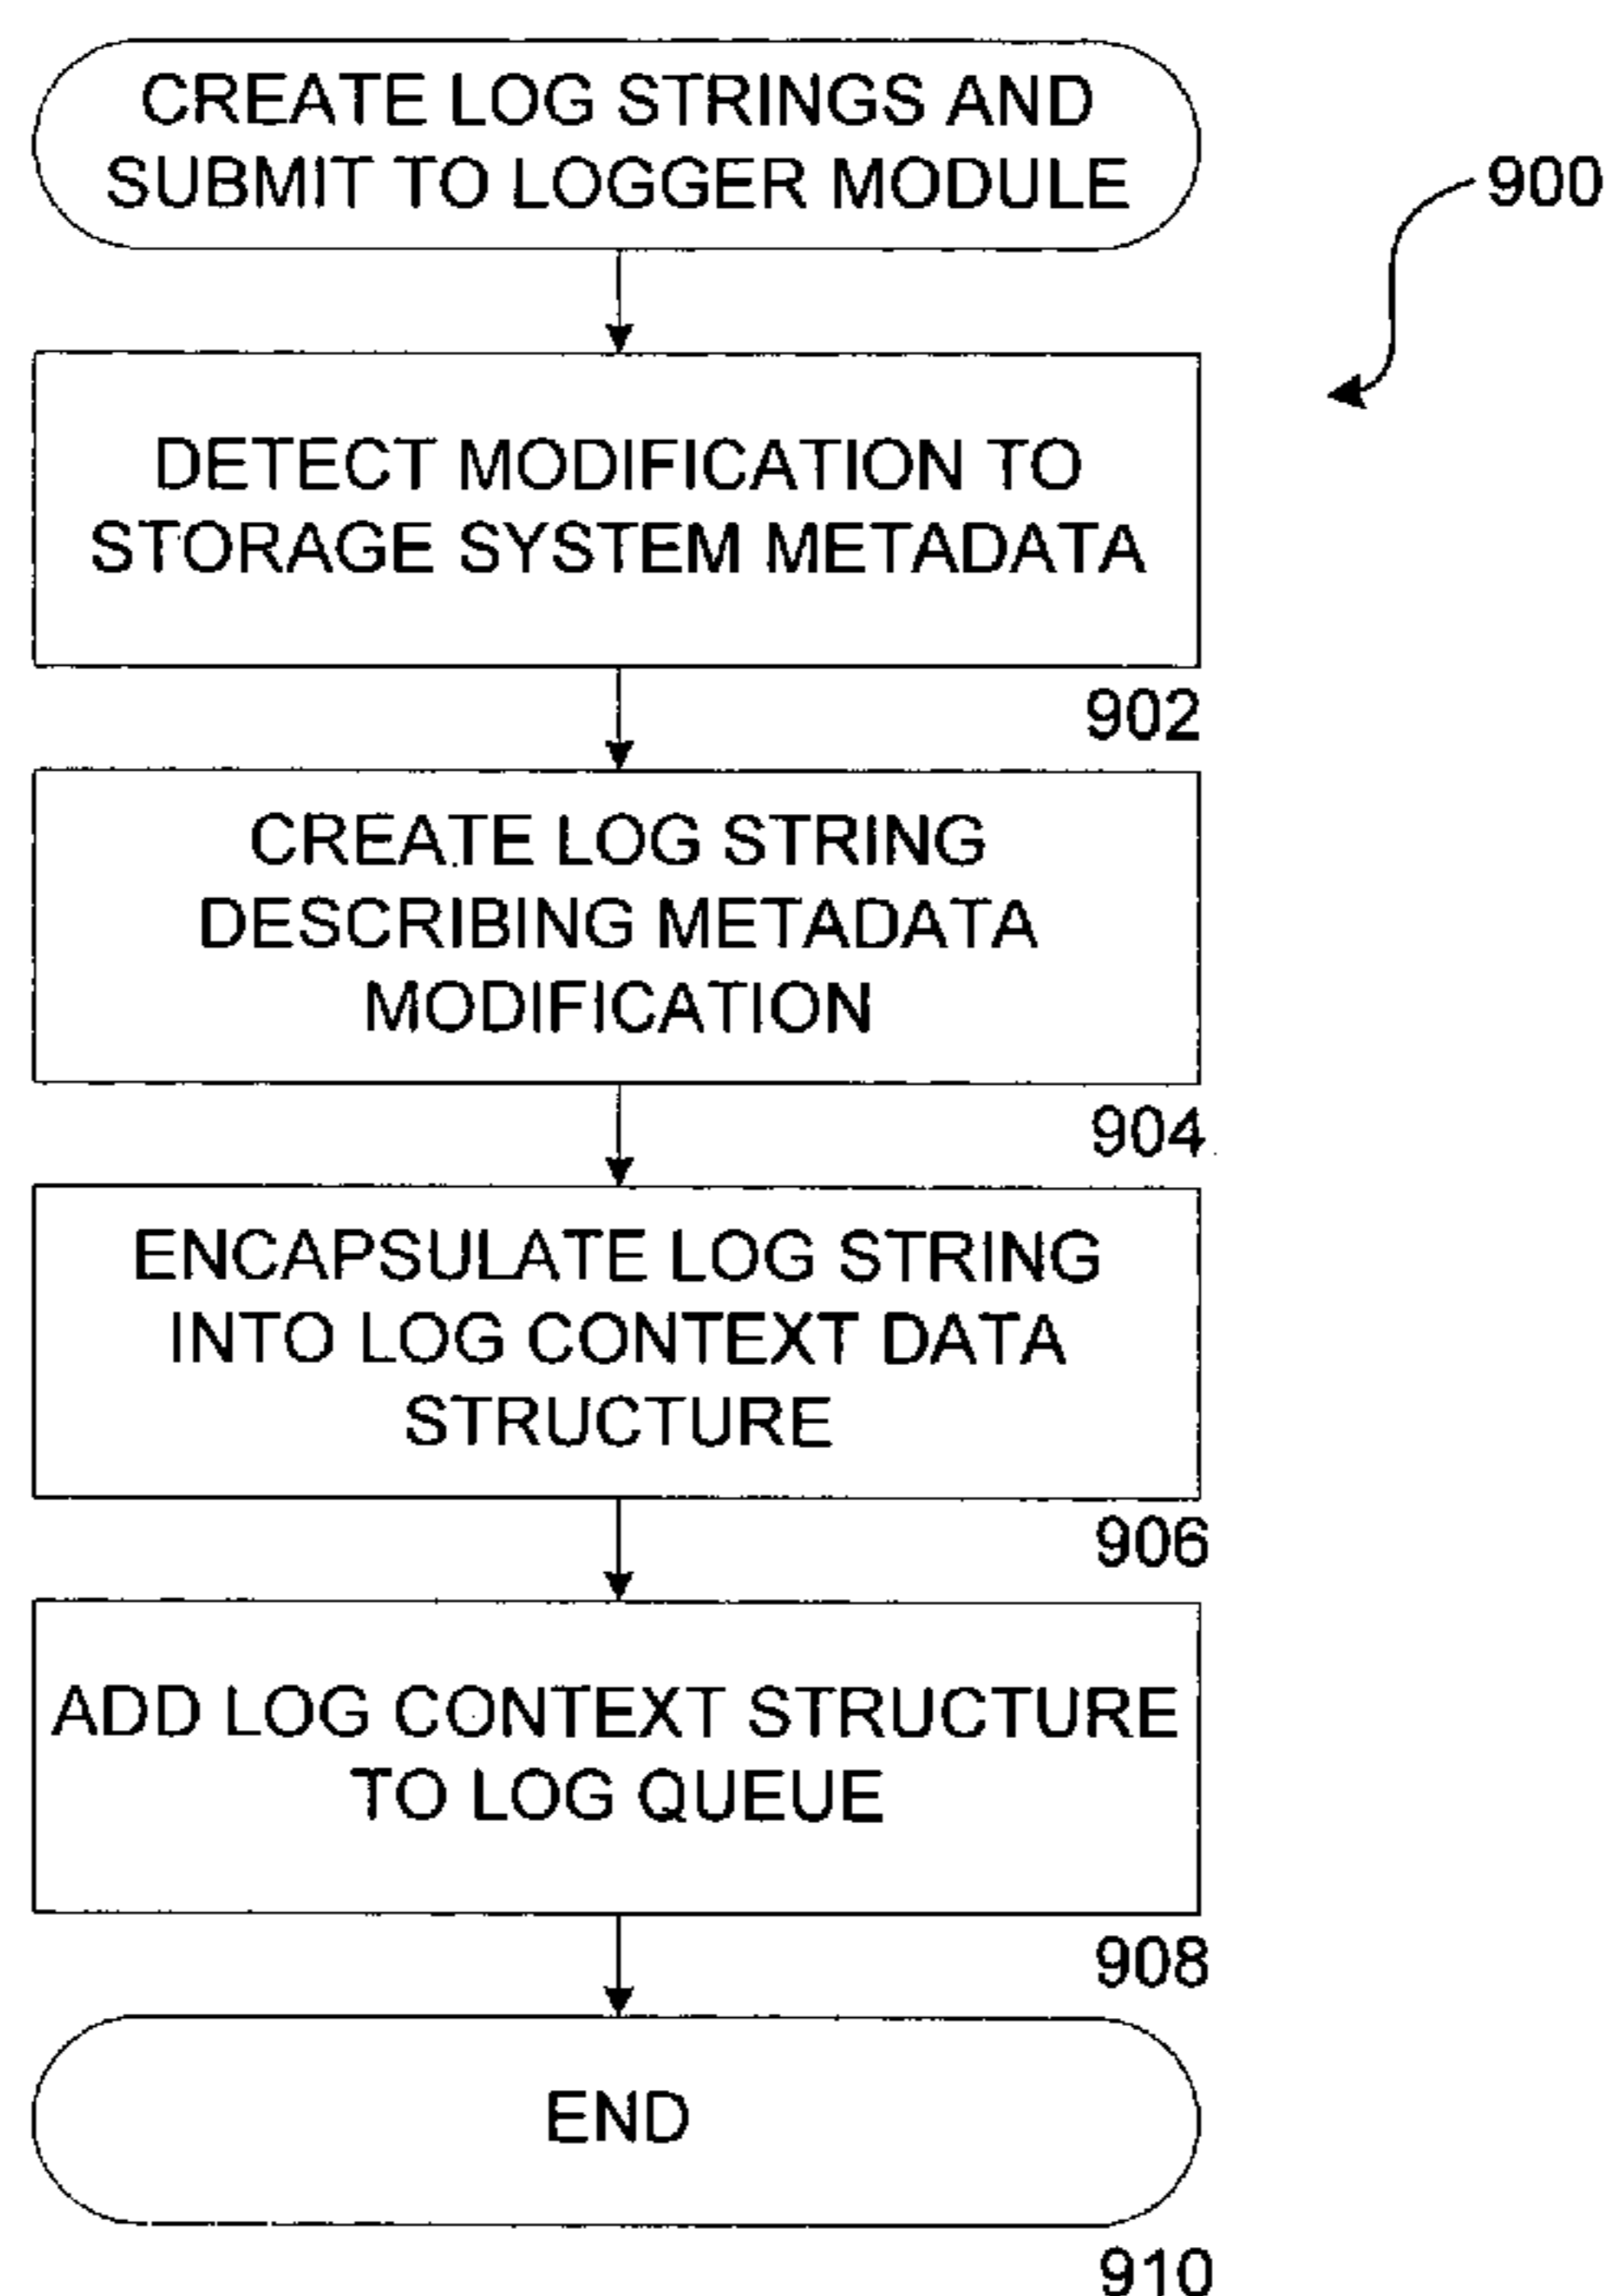 CREATE LOG STRINGS AND
SUBMIT TO LOGGER MODULE
900
DETECT MODIFICATION TO
STORAGE SYSTEM METADATA
902
CREATE LOG STRING
DESCRIBING METADATA
MODIFICATION
904
ENCAPSULATE LOG STRING
INTO LOG CONTEXT DATA
STRUCTURE
906
ADD LOG CONTEXT STRUCTURE
TO LOG QUEUE
908
END
910